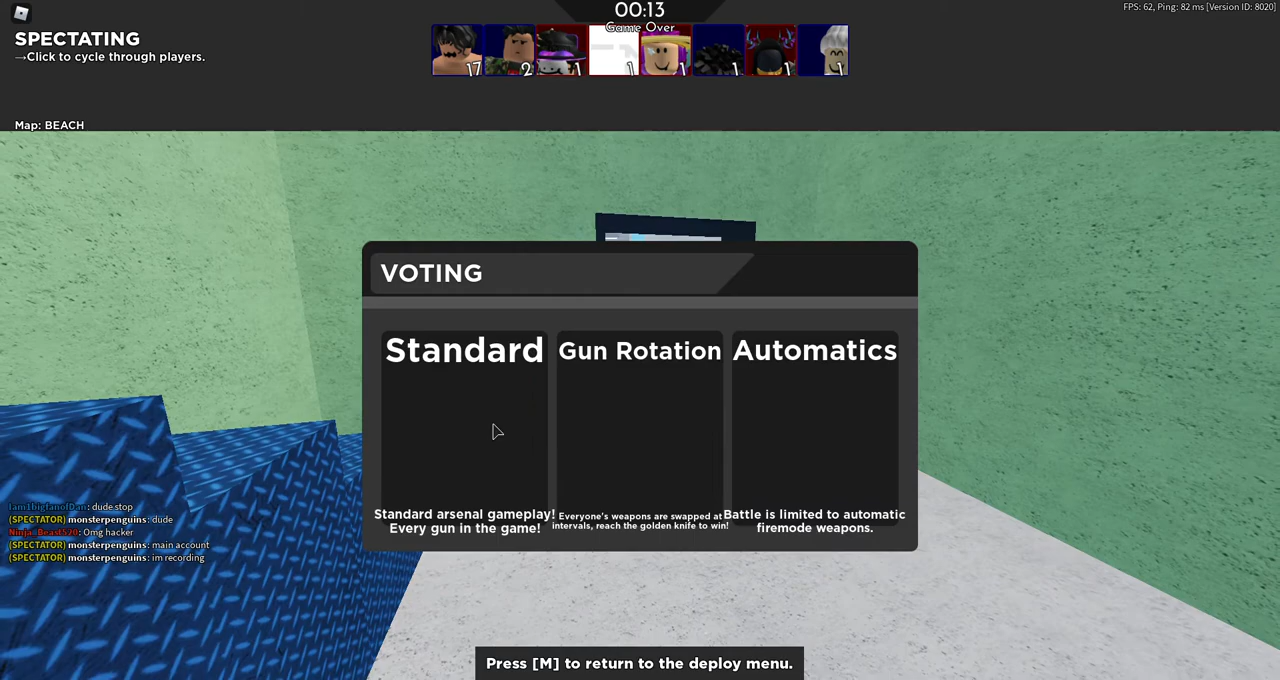 00:13
Game Over
FPS: 62, Ping: 82 ms [Version ID: 8020]
SPECTATING
→Click to cycle through players.
17 2 1 1 1 1 1 1
Map: BEACH
VOTING
Standard
Gun Rotation
Automatics
Standard arsenal gameplay!
Every gun in the game!
Everyone's weapons are swapped at
intervals, reach the golden knife to win!
Battle is limited to automatic
firemode weapons.
Iam1bigfanofDan: dude stop
(SPECTATOR) monsterpenguins: dude
Ninja_Beast520: Omg hacker
(SPECTATOR) monsterpenguins: main account
(SPECTATOR) monsterpenguins: im recording
Press [M] to return to the deploy menu.